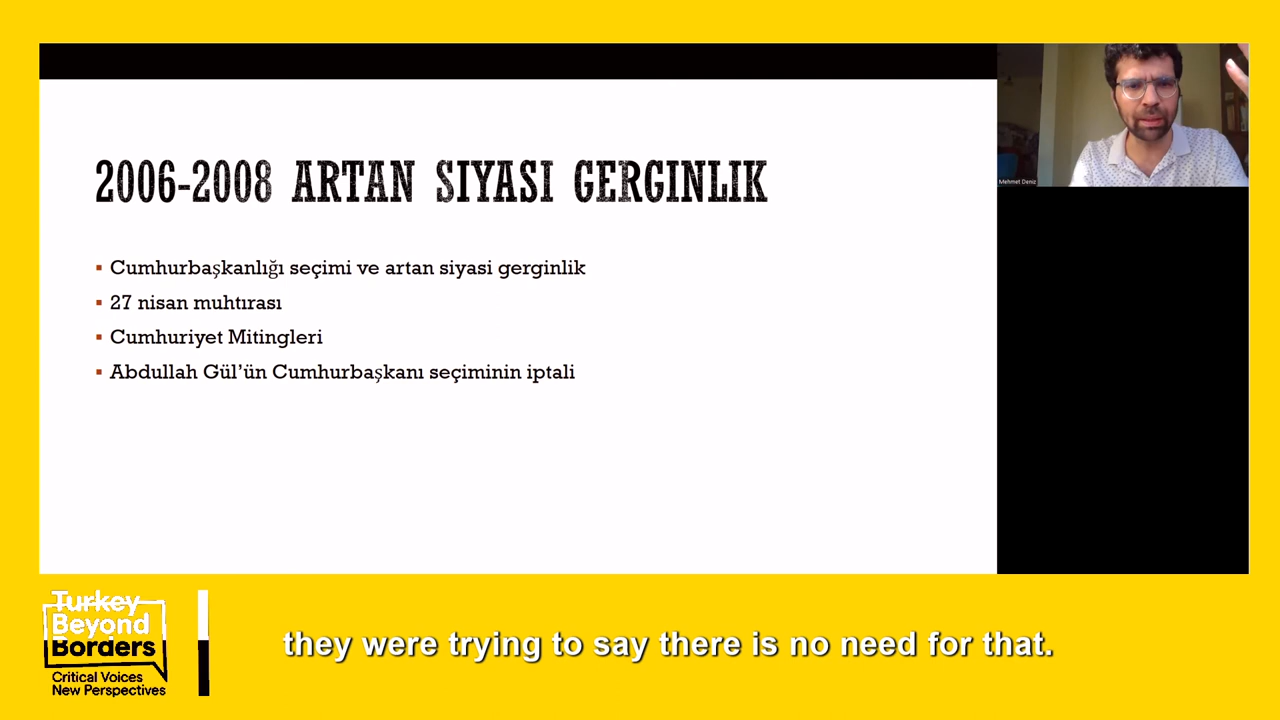 2006-2008 ARTAN SIYASI GERGINLIK
Cumhurbaşkanlığı seçimi ve artan siyasi gerginlik
27 nisan muhtırası
Cumhuriyet Mitingleri
Abdullah Gül'ün Cumhurbaşkanı seçiminin iptali
Mehmet Deniz
Turkey
Beyond
Borders
Critical Voices
New Perspectives
they were trying to say there is no need for that.